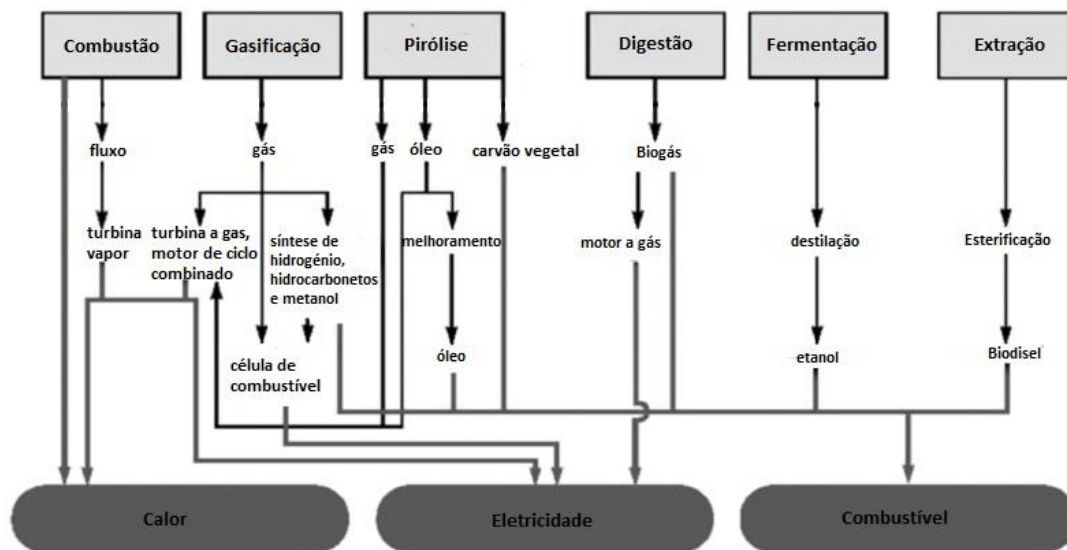 Combustão
Gasificação
Pirólise
Digestão
Fermentação
Extração
fluxo
gás
gás
óleo
carvão vegetal
Biogás
turbina
vapor
turbina a gas,
motor de ciclo
combinado
síntese de
hidrogénio,
hidrocarbonetos
e metanol
melhoramento
motor a gás
destilação
Esterificação
célula de
combustível
óleo
etanol
Biodisel
Calor
Eletricidade
Combustível